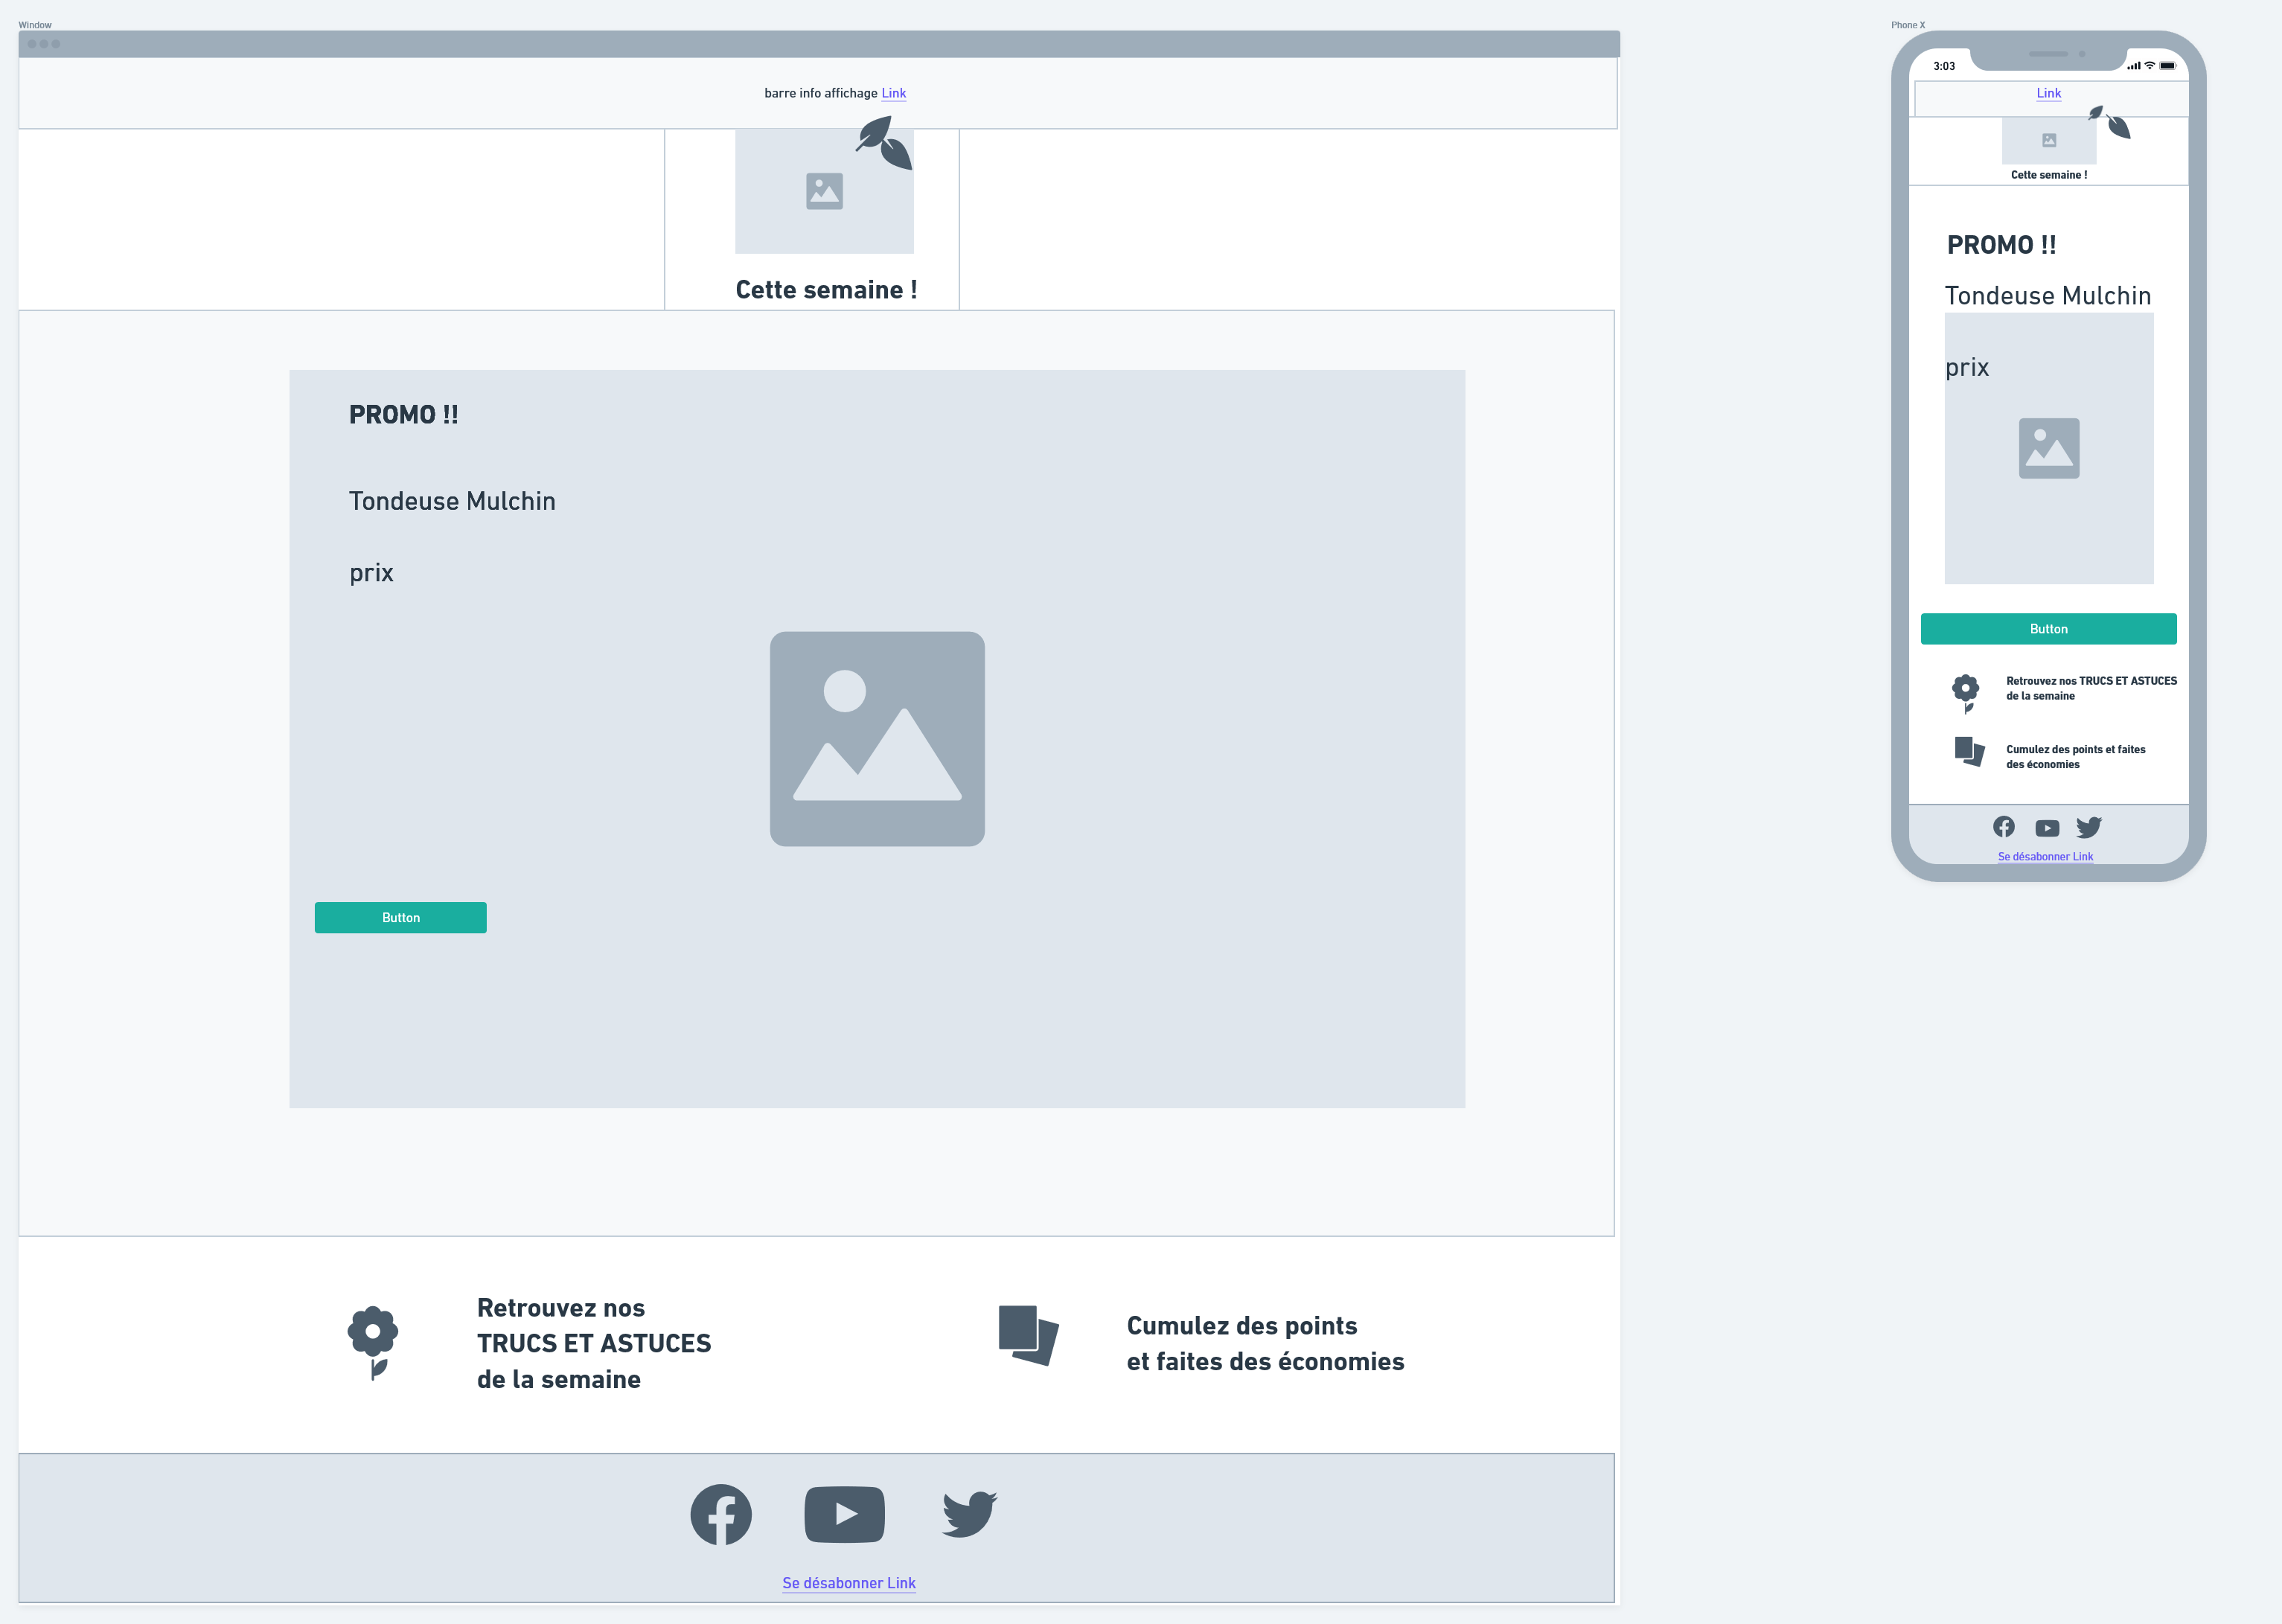 Window
barre info affichage Link
Cette semaine !
PROMO !!
Tondeuse Mulchin
prix
Button
Retrouvez nos
TRUCS ET ASTUCES
de la semaine
Cumulez des points
et faites des économies
Se désabonner Link
Phone X
3:03
Link
Cette semaine !
PROMO !!
Tondeuse Mulchin
prix
Button
Retrouvez nos TRUCS ET ASTUCES
de la semaine
Cumulez des points et faites
des économies
Se désabonner Link